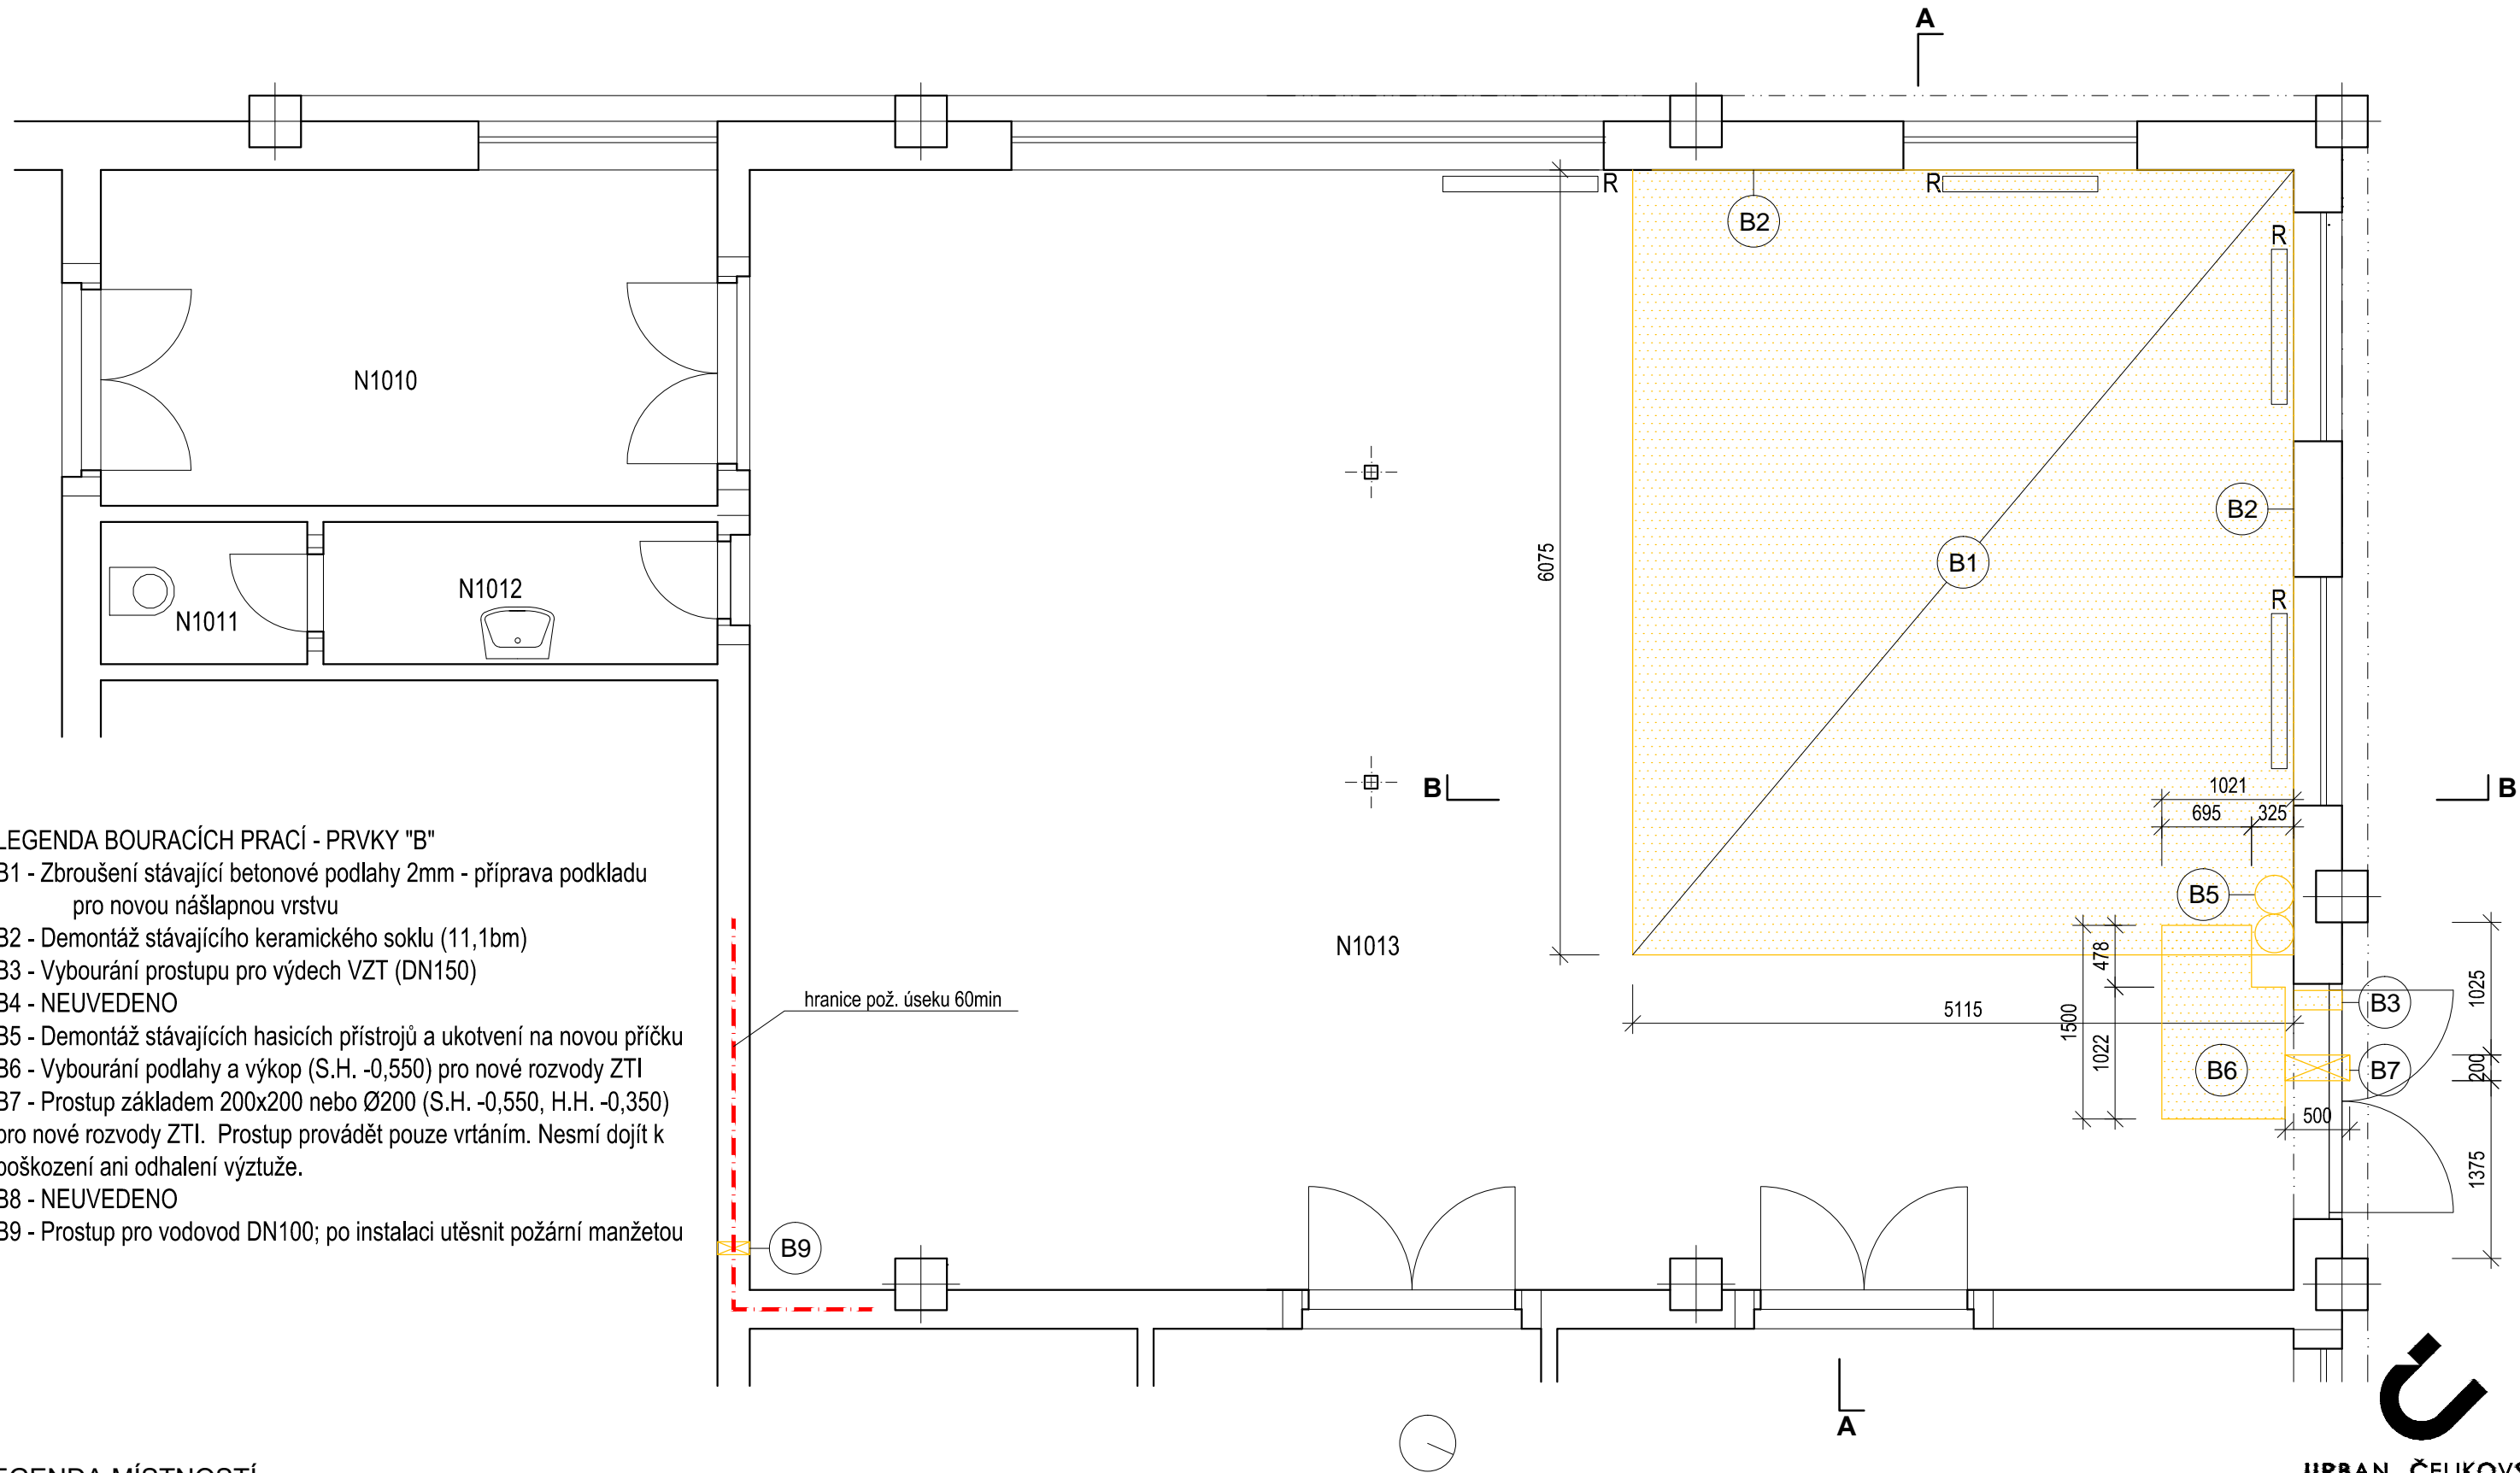 A
R
R
B2
R
N1010
B2
6075
B1
N1012
N1011
R
B
B
1021
695
325
LEGENDA BOURACÍCH PRACÍ - PRVKY "B"
B1 - Zbroušení stávající betonové podlahy 2mm - příprava podkladu
pro novou nášlapnou vrstvu
B2 - Demontáž stávajícího keramického soklu (11,1bm)
B3 - Vybourání prostupu pro výdech VZT (DN150)
B4 - NEUVEDENO
B5 - Demontáž stávajících hasicích přístrojů a ukotvení na novou příčku
B6 - Vybourání podlahy a výkop (S.H. -0,550) pro nové rozvody ZTI
B7 - Prostup základem 200x200 nebo Ø200 (S.H. -0,550, H.H. -0,350)
pro nové rozvody ZTI. Prostup provádět pouze vrtáním. Nesmí dojít k
poškození ani odhalení výztuže.
B8 - NEUVEDENO
B9 - Prostup pro vodovod DN100; po instalaci utěsnit požární manžetou
B5
N1013
478
1025
hranice pož. úseku 60min
5115
1500
1022
B3
B6
B7
200
500
1375
B9
A
LEGENDA MÍSTNOSTÍ
URBAN